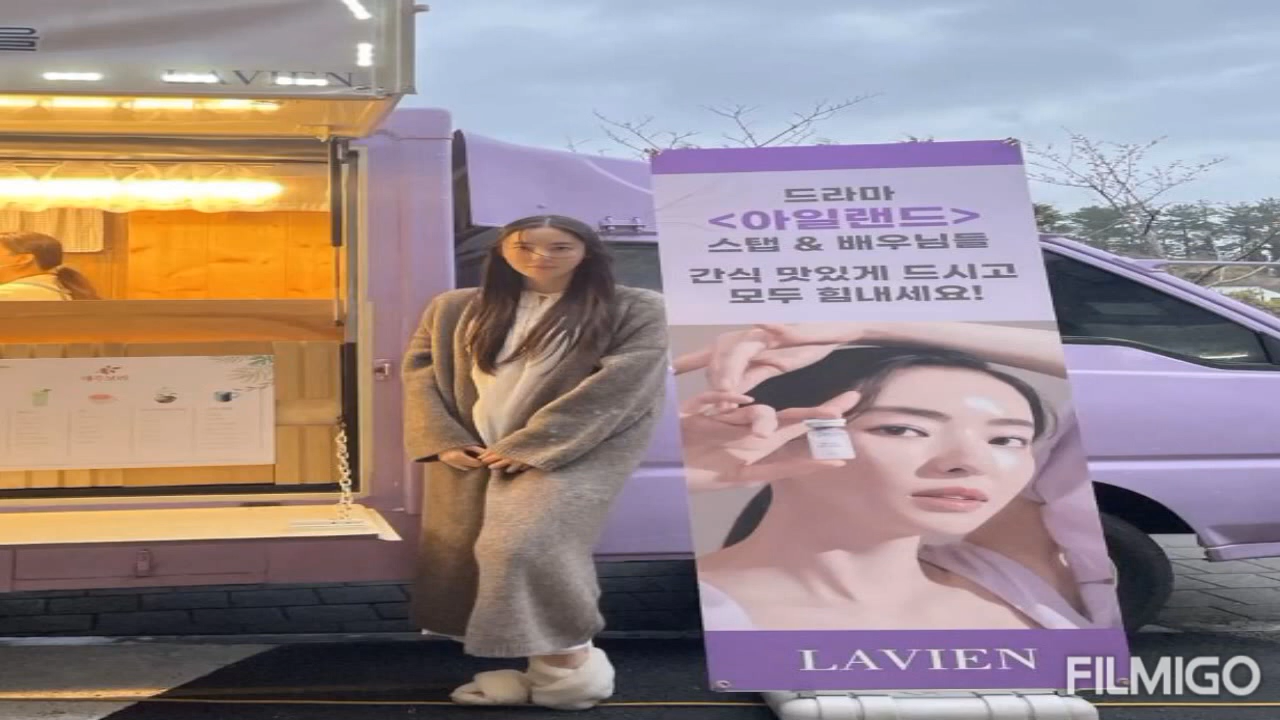 LAVIEN
드라마
<아일랜드>
스탭 & 배우님들
간식 맛있게 드시고
모두 힘내세요!
LAVIEN
FILMIGO